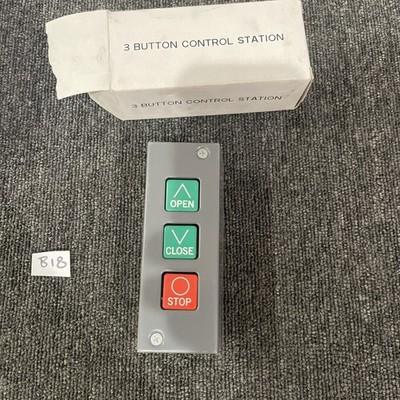 3 BUTTON CONTROL STATION
3 BUTTON CONTROL STATION
OPEN
CLOSE
STOP
B18